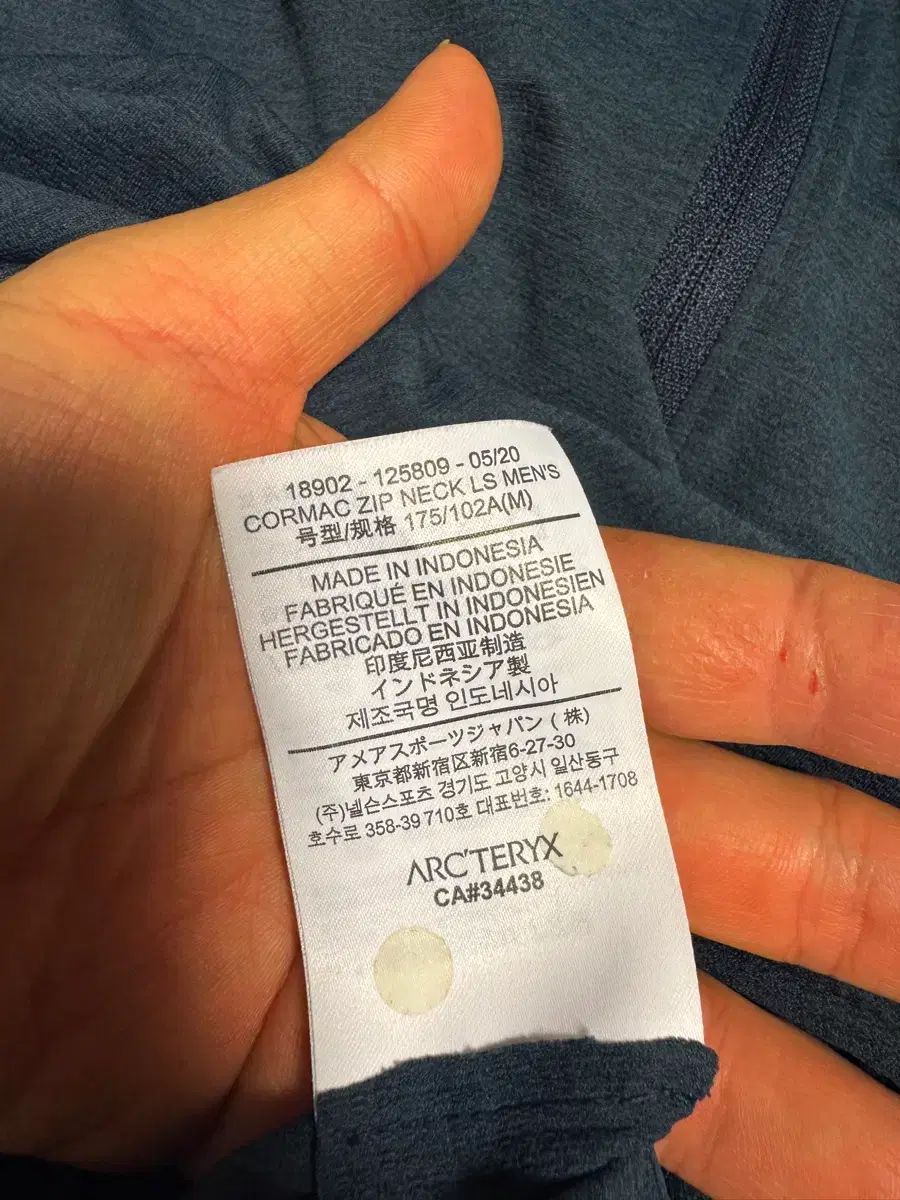 18902 - 125809 - 05/20
CORMAC ZIP NECK LS MEN'S
号型/规格 175/102A(M)
MADE IN INDONESIA
FABRIQUÉ EN INDONESIE
HERGESTELLT IN INDONESIEN
FABRICADO EN INDONESIA
印度尼西亚制造
インドネシア製
제조국명 인도네시아
アメアスポーツジャパン ( 株)
東京都新宿区新宿6-27-30
(주)넬슨스포츠 경기도 고양시 일산동구
호수로 358-39 710호 대표번호: 1644-1708
ARC'TERYX
CA#34438